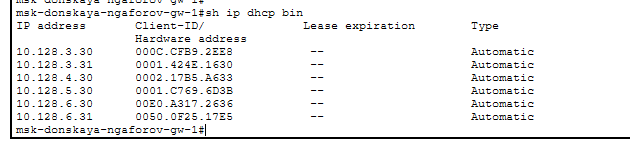 msk-donskaya-ngaforov-gw-1#
msk-donskaya-ngaforov-gw-1#sh ip dhcp bin
IP address Client-ID/ Lease expiration Type
Hardware address
10.128.3.30 000C.CFB9.2EE8 -- Automatic
10.128.3.31 0001.424E.1630 -- Automatic
10.128.4.30 0002.17B5.A633 -- Automatic
10.128.5.30 0001.C769.6D3B -- Automatic
10.128.6.30 00E0.A317.2636 -- Automatic
10.128.6.31 0050.0F25.17E5 -- Automatic
msk-donskaya-ngaforov-gw-1#